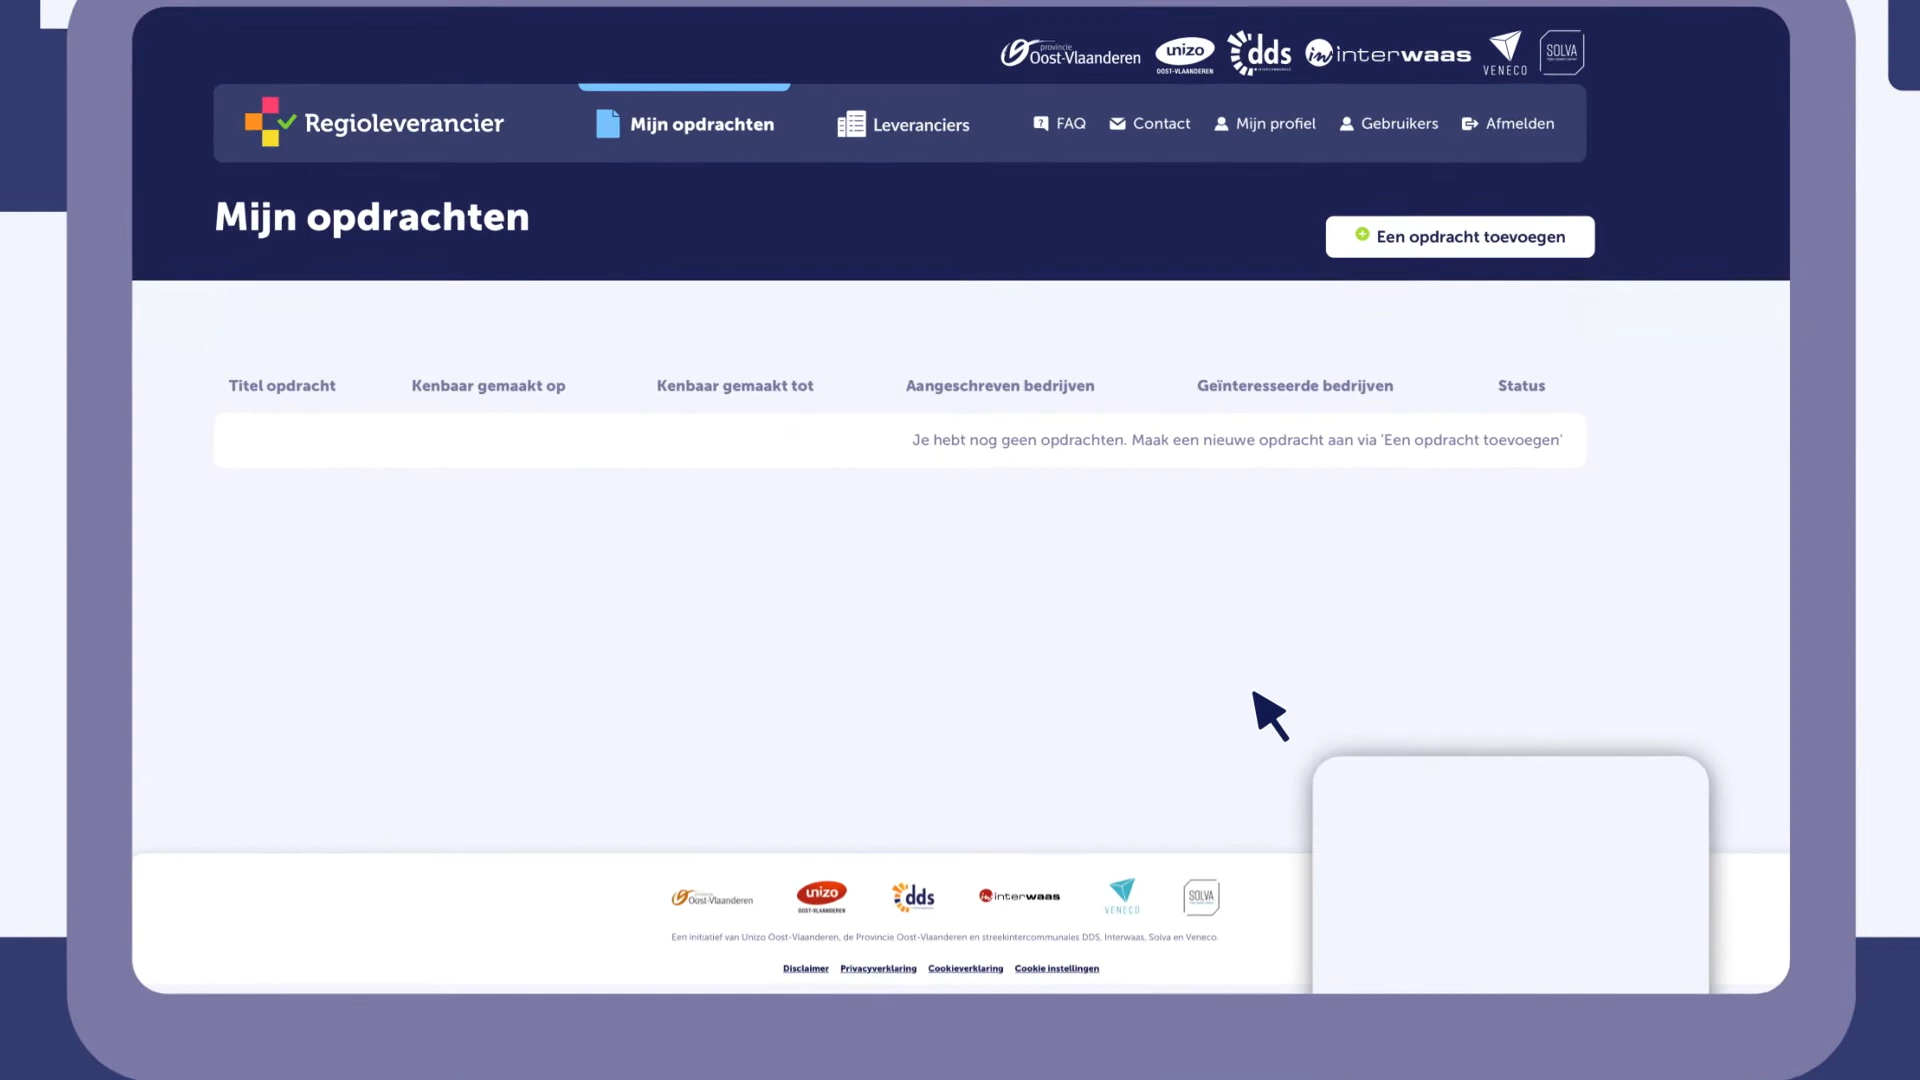 provincie
Oost-Vlaanderen
unizo
OOST-VLAANDEREN
dds
interwaas
VENECO
SOLVA
Regioleverancier
Mijn opdrachten
Leveranciers
FAQ
Contact
Mijn profiel
Gebruikers
Afmelden
Mijn opdrachten
Een opdracht toevoegen
Titel opdracht
Kenbaar gemaakt op
Kenbaar gemaakt tot
Aangeschreven bedrijven
Geïnteresseerde bedrijven
Status
Je hebt nog geen opdrachten. Maak een nieuwe opdracht aan via 'Een opdracht toevoegen'
Oost-Vlaanderen
unizo
OOST-VLAANDEREN
dds
interwaas
VENECO
SOLVA
Een initiatief van Unizo Oost-Vlaanderen, de Provincie Oost-Vlaanderen en streekintercommunales DDS, Interwaas, Solva en Veneco.
Disclaimer Privacyverklaring Cookieverklaring Cookie instellingen